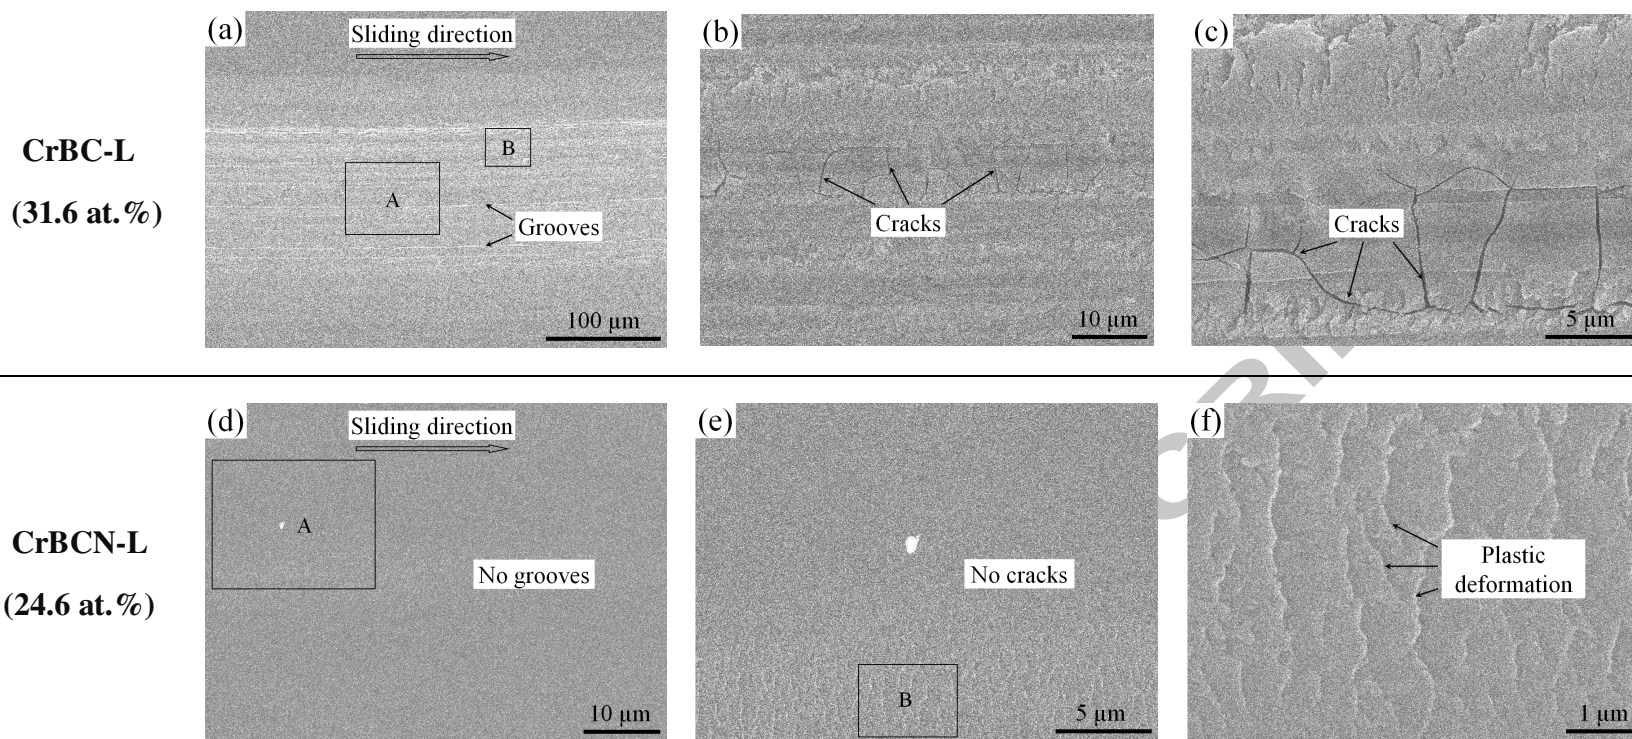 (a)
Sliding direction
B
A
Grooves
100 μm
(b)
Cracks
10 μm
(c)
Cracks
5 μm
CrBC-L
(31.6 at.%)
(d)
Sliding direction
A
No grooves
10 μm
(e)
No cracks
B
5 μm
(f)
Plastic
deformation
1 μm
CrBCN-L
(24.6 at.%)